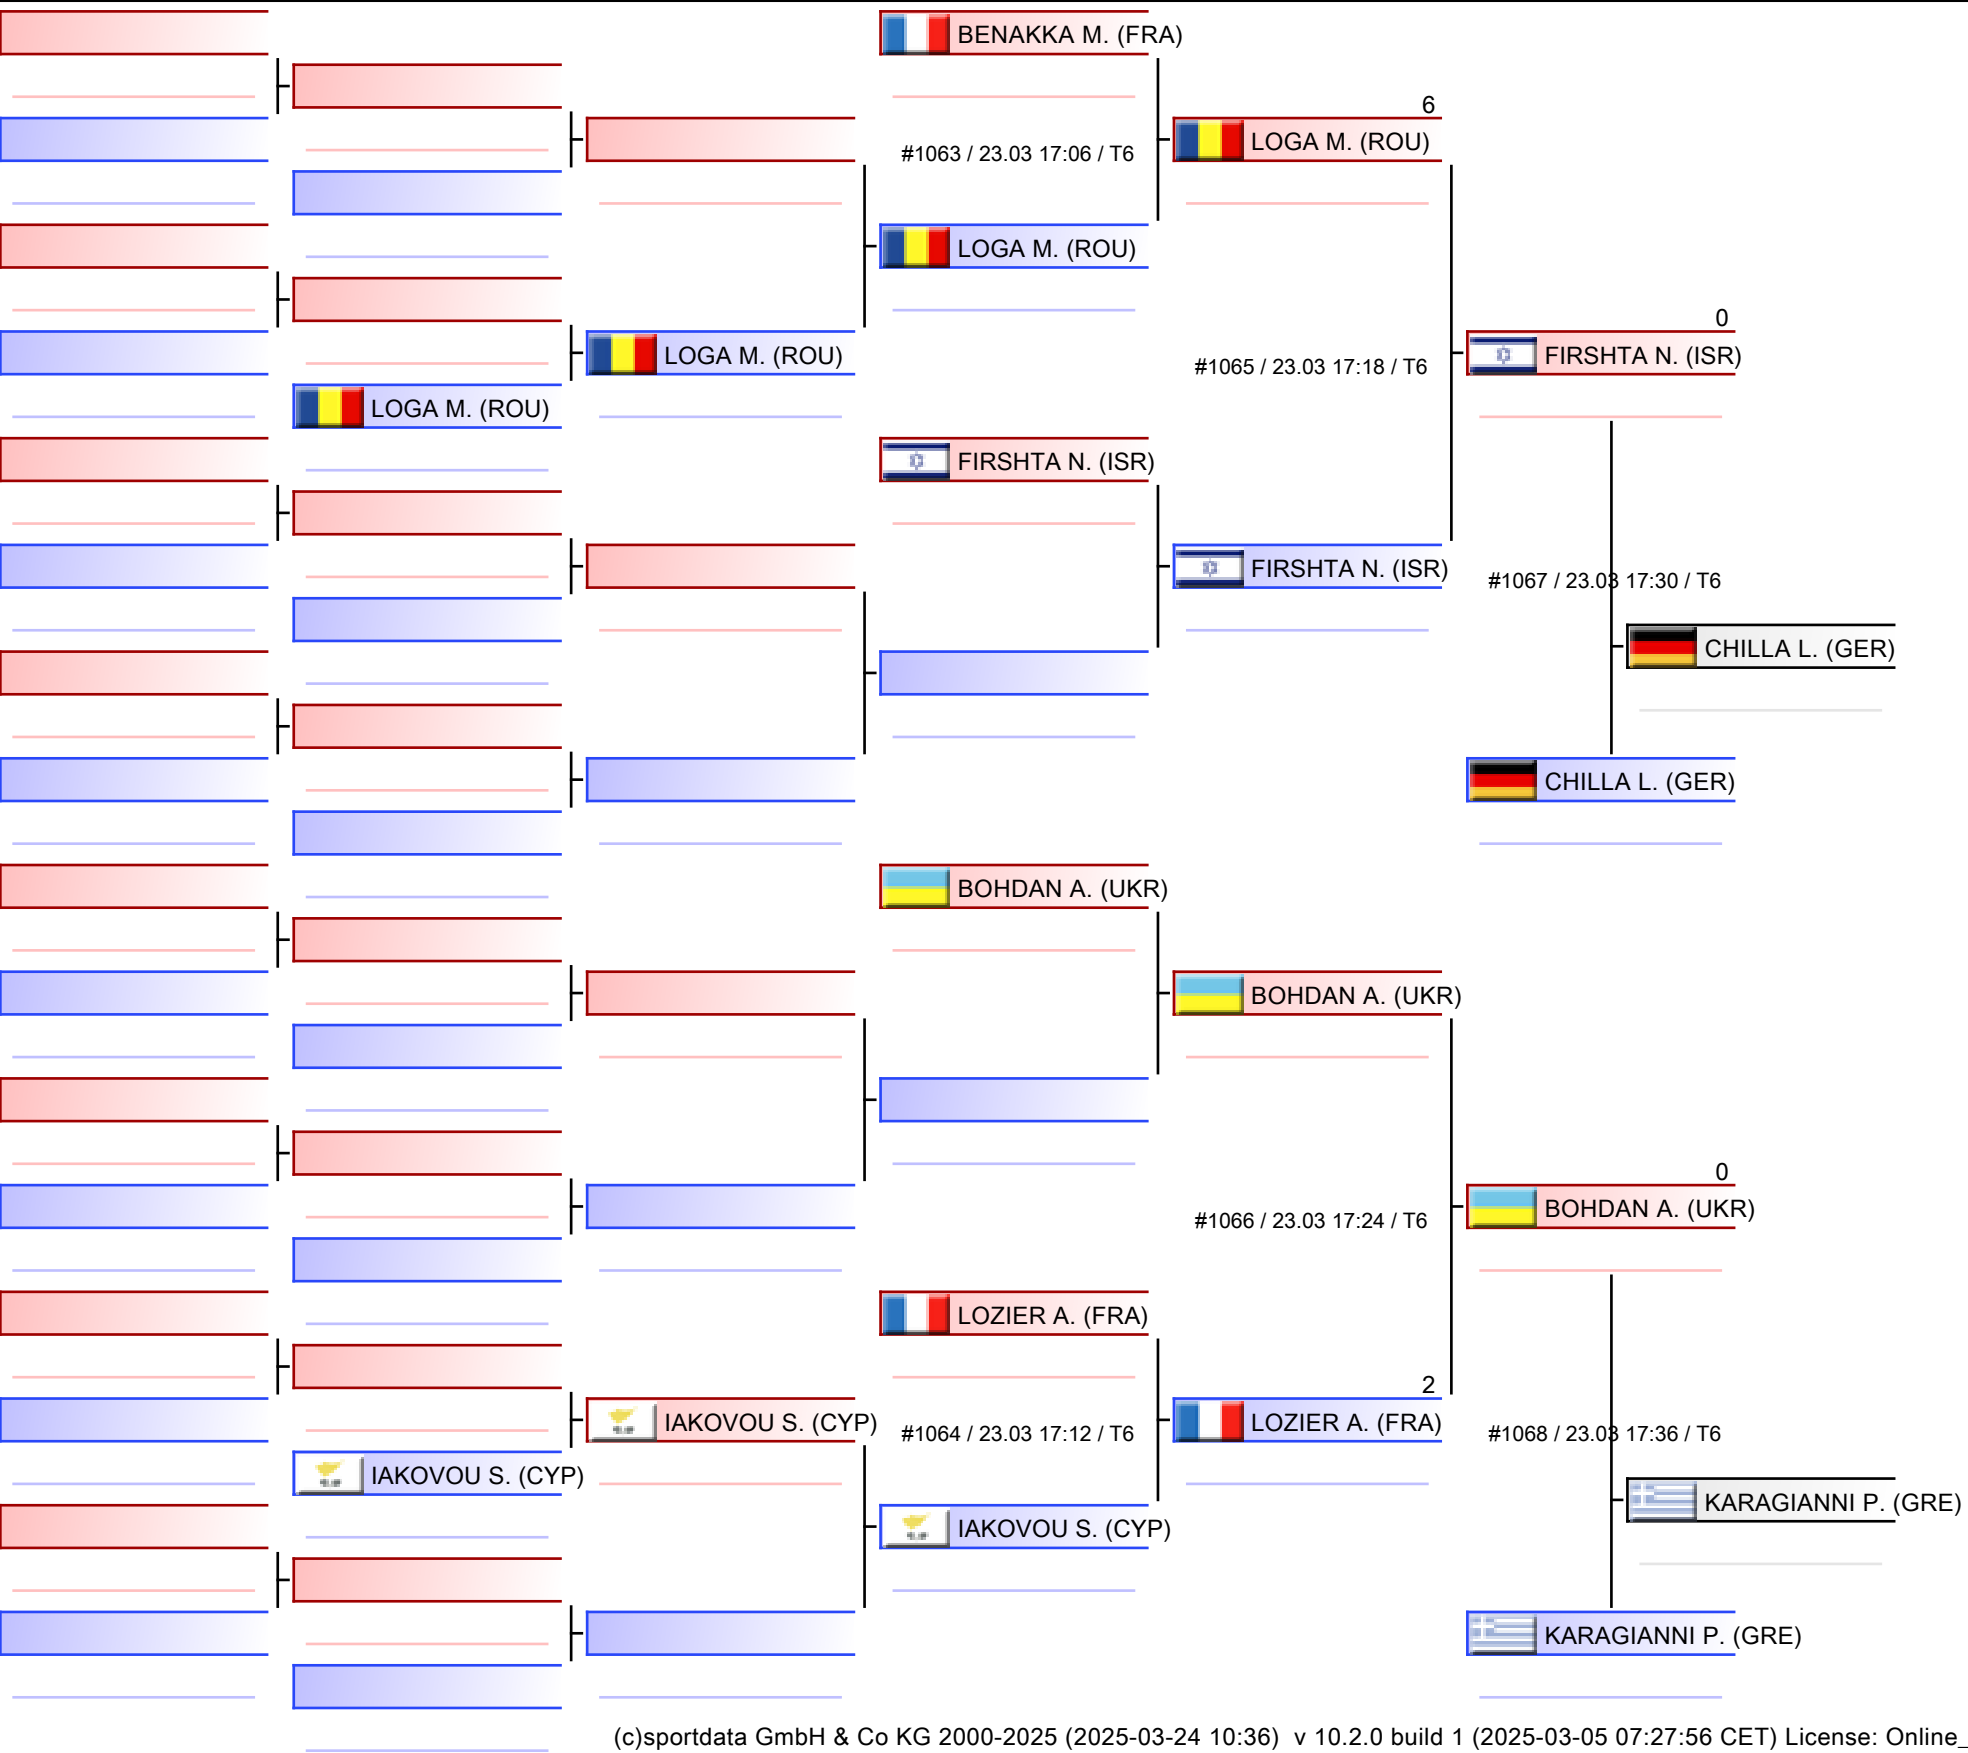 BENAKKA M. (FRA)
6
LOGA M. (ROU)
#1063 / 23.03 17:06 / T6
LOGA M. (ROU)
0
LOGA M. (ROU)
#1065 / 23.03 17:18 / T6
FIRSHTA N. (ISR)
LOGA M. (ROU)
FIRSHTA N. (ISR)
FIRSHTA N. (ISR)
#1067 / 23.03 17:30 / T6
CHILLA L. (GER)
CHILLA L. (GER)
BOHDAN A. (UKR)
BOHDAN A. (UKR)
0
#1066 / 23.03 17:24 / T6
BOHDAN A. (UKR)
LOZIER A. (FRA)
2
IAKOVOU S. (CYP)
#1064 / 23.03 17:12 / T6
LOZIER A. (FRA)
#1068 / 23.03 17:36 / T6
IAKOVOU S. (CYP)
KARAGIANNI P. (GRE)
IAKOVOU S. (CYP)
KARAGIANNI P. (GRE)
(c)sportdata GmbH & Co KG 2000-2025 (2025-03-24 10:36) v 10.2.0 build 1 (2025-03-05 07:27:56 CET) License: Online_